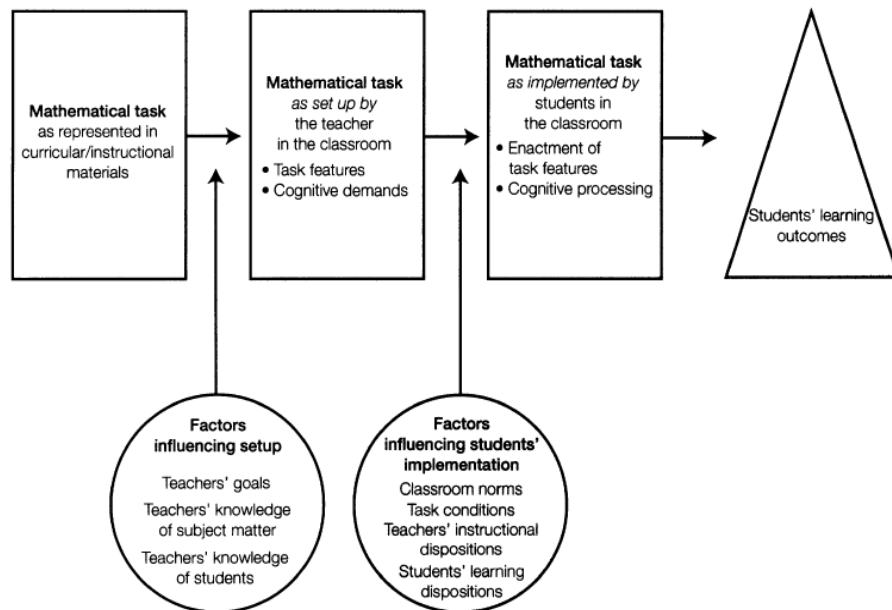 Mathematical task
as represented in
curricular/instructional
materials
Mathematical task
as set up by
the teacher
in the classroom
• Task features
• Cognitive demands
Mathematical task
as implemented by
students in
the classroom
• Enactment of
task features
• Cognitive processing
Students' learning
outcomes
Factors
influencing setup
Teachers' goals
Teachers' knowledge
of subject matter
Teachers' knowledge
of students
Factors
influencing students'
implementation
Classroom norms
Task conditions
Teachers' instructional
dispositions
Students' learning
dispositions